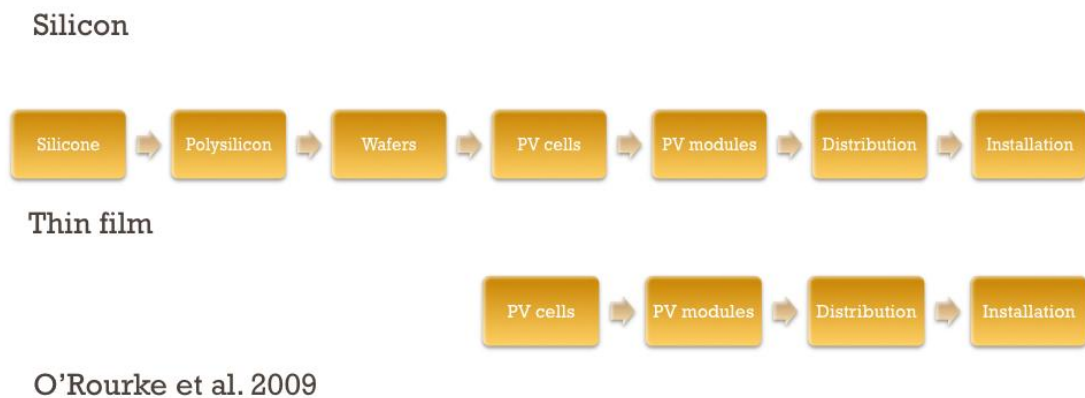 Silicon
Silicone Polysilicon Wafers PV cells PV modules Distribution Installation
Thin film
PV cells PV modules Distribution Installation
O'Rourke et al. 2009